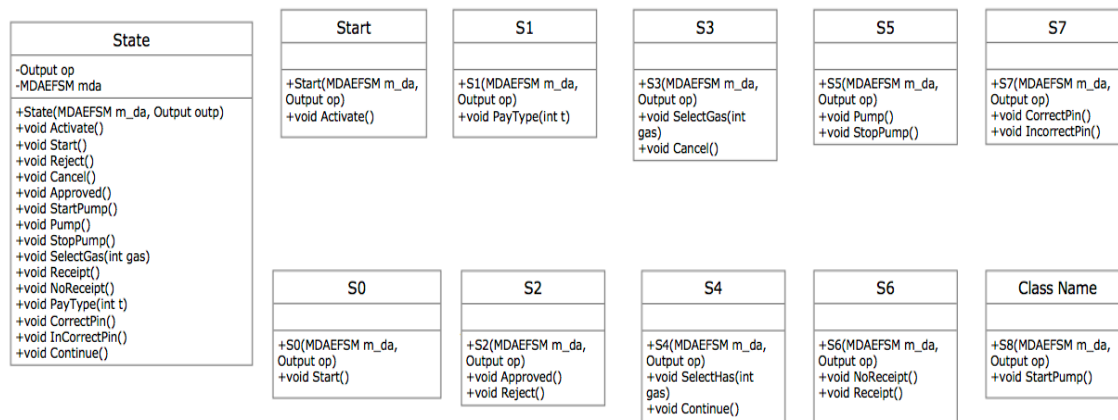 State
-Output op
-MDAEFSM mda
+State(MDAEFSM m_da, Output outp)
+void Activate()
+void Start()
+void Reject()
+void Cancel()
+void Approved()
+void StartPump()
+void Pump()
+void StopPump()
+void SelectGas(int gas)
+void Receipt()
+void NoReceipt()
+void PayType(int t)
+void CorrectPin()
+void InCorrectPin()
+void Continue()
Start
+Start(MDAEFSM m_da,
Output op)
+void Activate()
S1
+S1(MDAEFSM m_da,
Output op)
+void PayType(int t)
S3
+S3(MDAEFSM m_da,
Output op)
+void SelectGas(int
gas)
+void Cancel()
S5
+S5(MDAEFSM m_da,
Output op)
+void Pump()
+void StopPump()
S7
+S7(MDAEFSM m_da,
Output op)
+void CorrectPin()
+void IncorrectPin()
S0
+S0(MDAEFSM m_da,
Output op)
+void Start()
S2
+S2(MDAEFSM m_da,
Output op)
+void Approved()
+void Reject()
S4
+S4(MDAEFSM m_da,
Output op)
+void SelectHas(int
gas)
+void Continue()
S6
+S6(MDAEFSM m_da,
Output op)
+void NoReceipt()
+void Receipt()
Class Name
+S8(MDAEFSM m_da,
Output op)
+void StartPump()